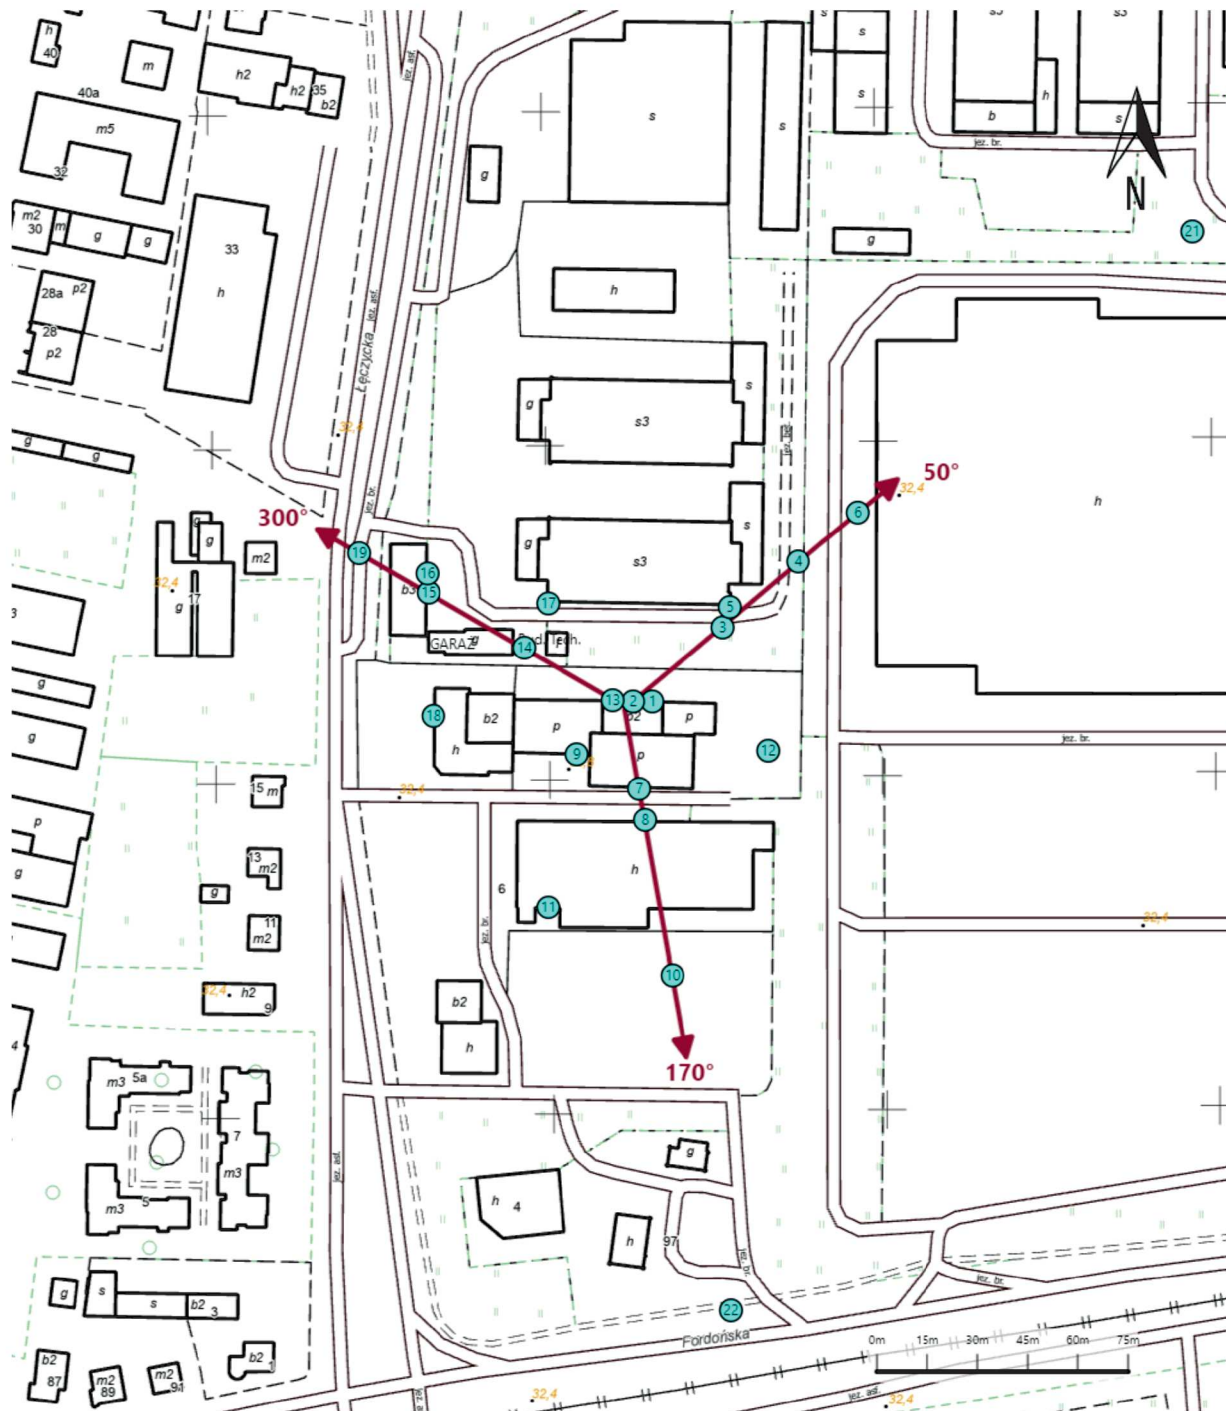 h
40
m
40a
m5
32
h2
h2
35
b2
jez. asf.
s
s
s
s
s
b
h
s
jez. br.
N
21
g
m2
30
m
g
g
33
h
g
h
28a
p2
28
p2
Łęczycka
jez. asf.
32,4
g
s3
s
jez. bet.
g
g
50°
32,4
h
300°
jez. br.
g
g
m2
32,4
g
17
19
16
15
b3
g
s3
s
4
6
17
5
3
GARAŻ
g
14
Bud. Tech.
13
2
1
b2
p
18
b2
h
p
9
p
12
jez. br.
g
g
15
m
32,4
7
8
p
g
13
m2
g
11
m2
6
h
11
jez. br.
32,4
32,4
h2
9
b2
h
10
170°
4
m3
5a
7
m3
m3
5
jez. asf.
g
h
4
h
97
jez. br.
jez. br.
g
s
s
b2
3
22
Fordońska
0m 15m 30m 45m 60m 75m
b2
87
m2
89
m2
91
b2
1
32,4
jez. asf.
32,4